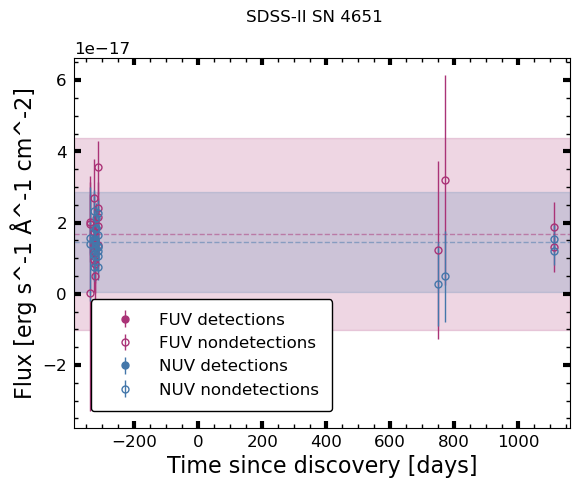 SDSS-II SN 4651
1e−17
6
4
2
0
−2
Flux [erg s^-1 Å^-1 cm^-2]
FUV detections
FUV nondetections
NUV detections
NUV nondetections
−200 0 200 400 600 800 1000
Time since discovery [days]